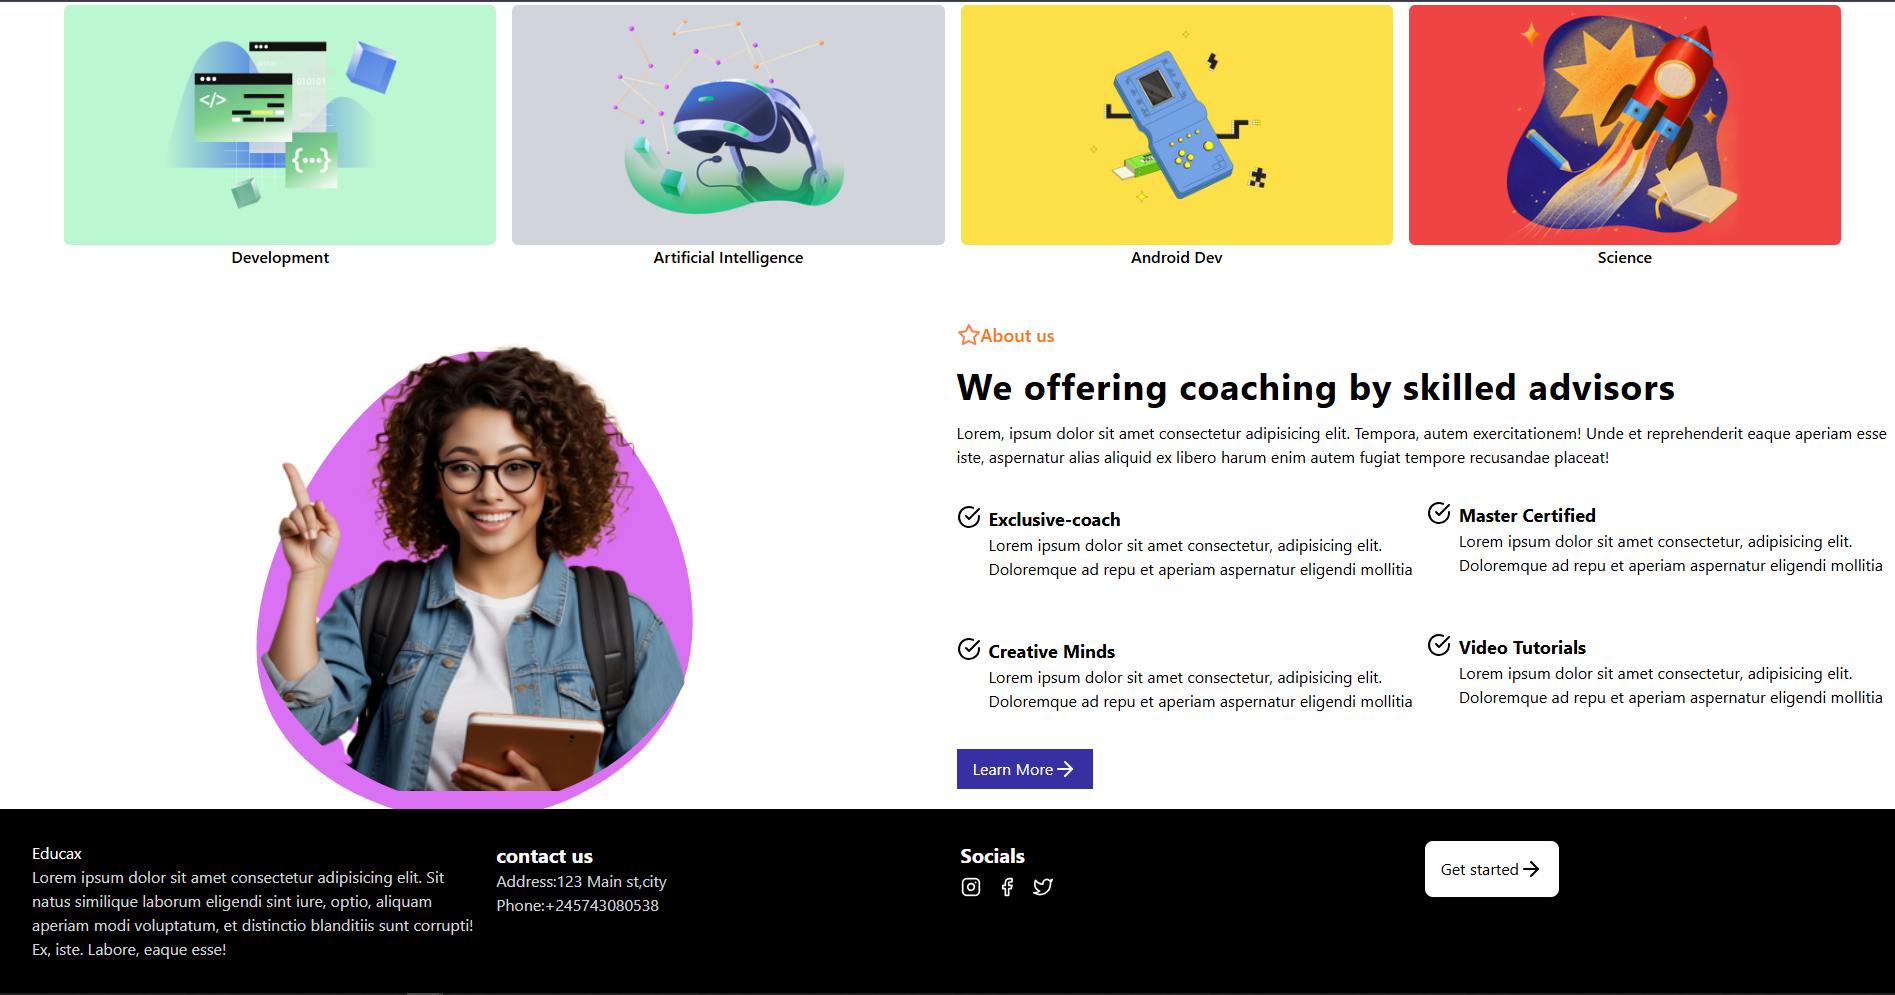 010101
</>
{...}
Development
Artificial Intelligence
Android Dev
Science
About us
We offering coaching by skilled advisors
Lorem, ipsum dolor sit amet consectetur adipisicing elit. Tempora, autem exercitationem! Unde et reprehenderit eaque aperiam esse
iste, aspernatur alias aliquid ex libero harum enim autem fugiat tempore recusandae placeat!
Exclusive-coach
Lorem ipsum dolor sit amet consectetur, adipisicing elit.
Doloremque ad repu et aperiam aspernatur eligendi mollitia
Master Certified
Lorem ipsum dolor sit amet consectetur, adipisicing elit.
Doloremque ad repu et aperiam aspernatur eligendi mollitia
Creative Minds
Lorem ipsum dolor sit amet consectetur, adipisicing elit.
Doloremque ad repu et aperiam aspernatur eligendi mollitia
Video Tutorials
Lorem ipsum dolor sit amet consectetur, adipisicing elit.
Doloremque ad repu et aperiam aspernatur eligendi mollitia
Learn More
Educax
Lorem ipsum dolor sit amet consectetur adipisicing elit. Sit
natus similique laborum eligendi sint iure, optio, aliquam
aperiam modi voluptatum, et distinctio blanditiis sunt corrupti!
Ex, iste. Labore, eaque esse!
contact us
Address:123 Main st,city
Phone:+245743080538
Socials
Get started